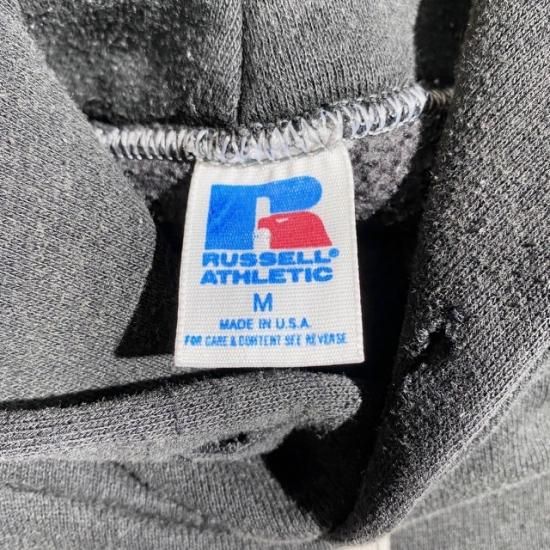 R
RUSSELL®
ATHLETIC
M
MADE IN U.S.A.
FOR CARE & CONTENT SEE REVERSE